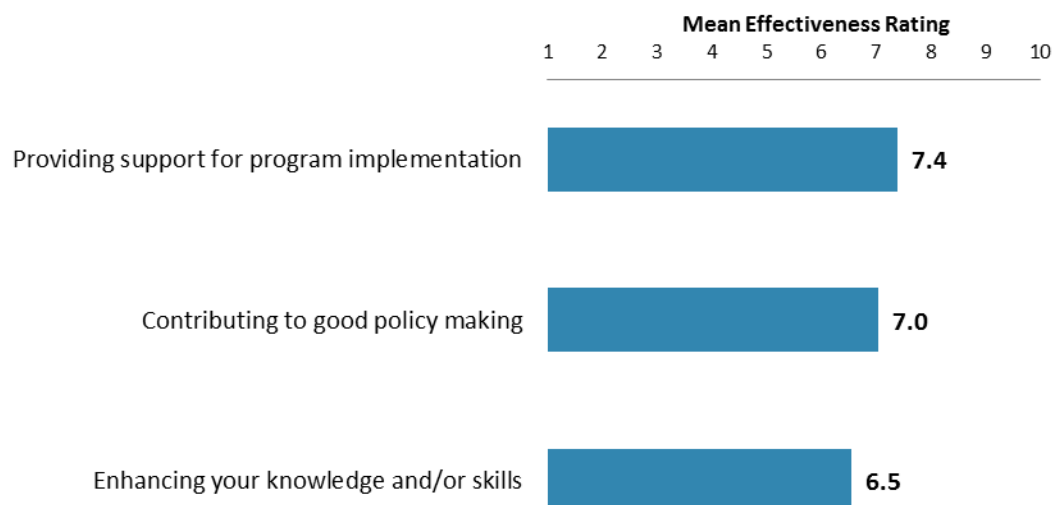 Mean Effectiveness Rating
1 2 3 4 5 6 7 8 9 10
Providing support for program implementation 7.4
Contributing to good policy making 7.0
Enhancing your knowledge and/or skills 6.5